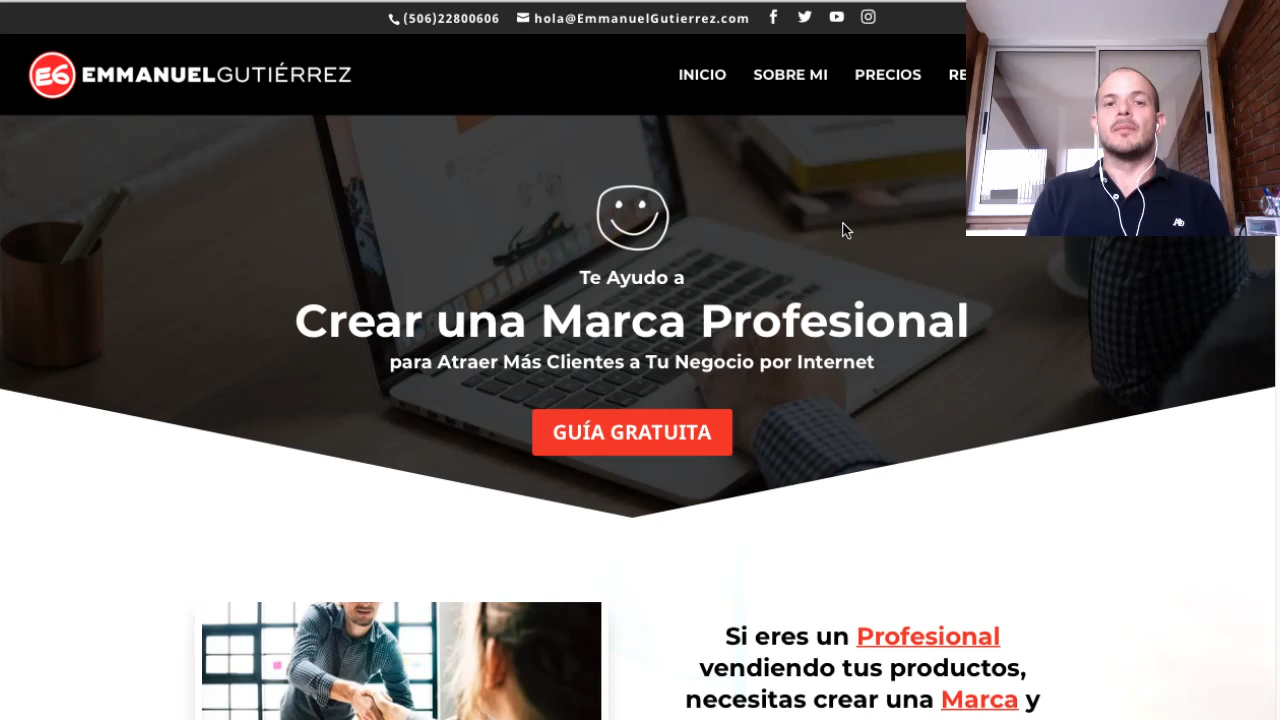 (506)22800606 hola@EmmanuelGutierrez.com
E6 EMMANUELGUTIÉRREZ
INICIO SOBRE MI PRECIOS RE
Te Ayudo a
Crear una Marca Profesional
para Atraer Más Clientes a Tu Negocio por Internet
GUÍA GRATUITA
Si eres un Profesional
vendiendo tus productos,
necesitas crear una Marca y